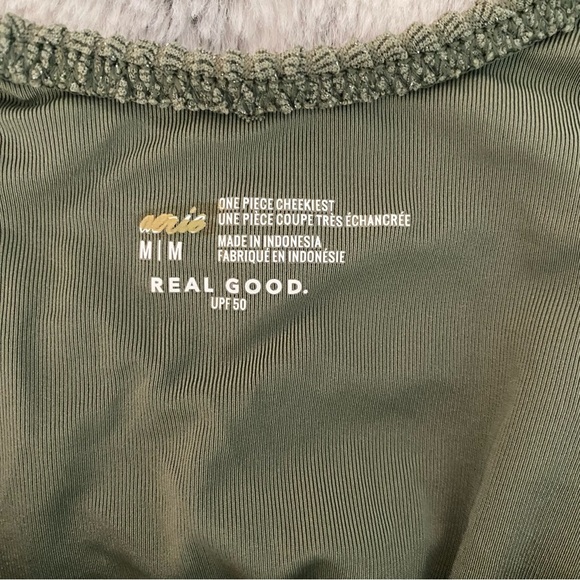 aerie
ONE PIECE CHEEKIEST
UNE PIÈCE COUPE TRÈS ÉCHANCRÉE
M | M
MADE IN INDONESIA
FABRIQUÉ EN INDONÉSIE
REAL GOOD.
UPF 50